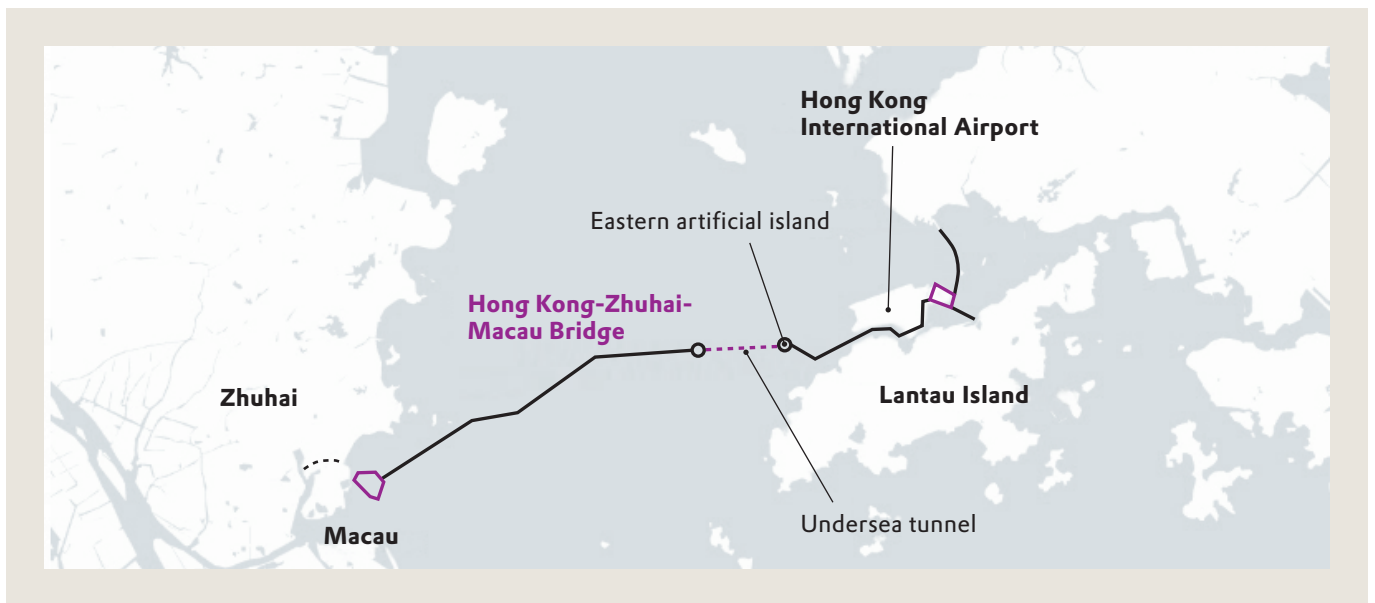 Hong Kong
International Airport
Eastern artificial island
Hong Kong-Zhuhai-
Macau Bridge
Zhuhai
Lantau Island
Undersea tunnel
Macau